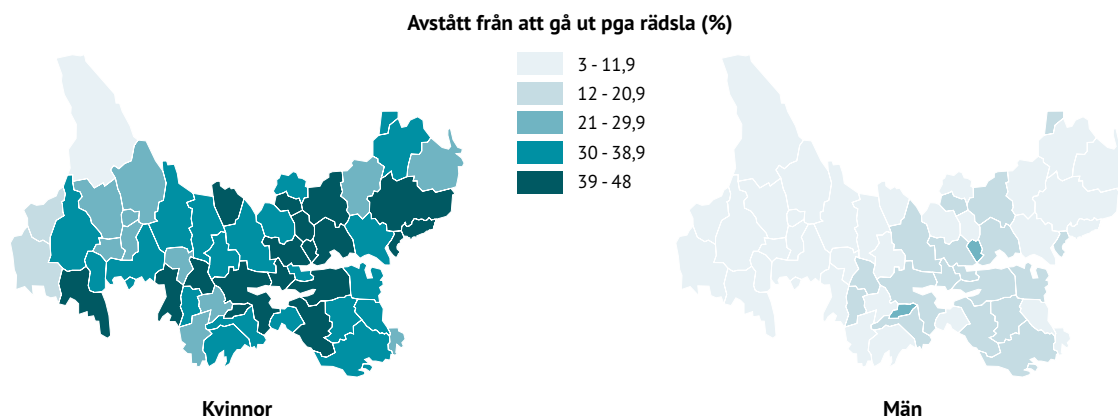 Avstått från att gå ut pga rädsla (%)
3 - 11,9
12 - 20,9
21 - 29,9
30 - 38,9
39 - 48
Kvinnor
Män